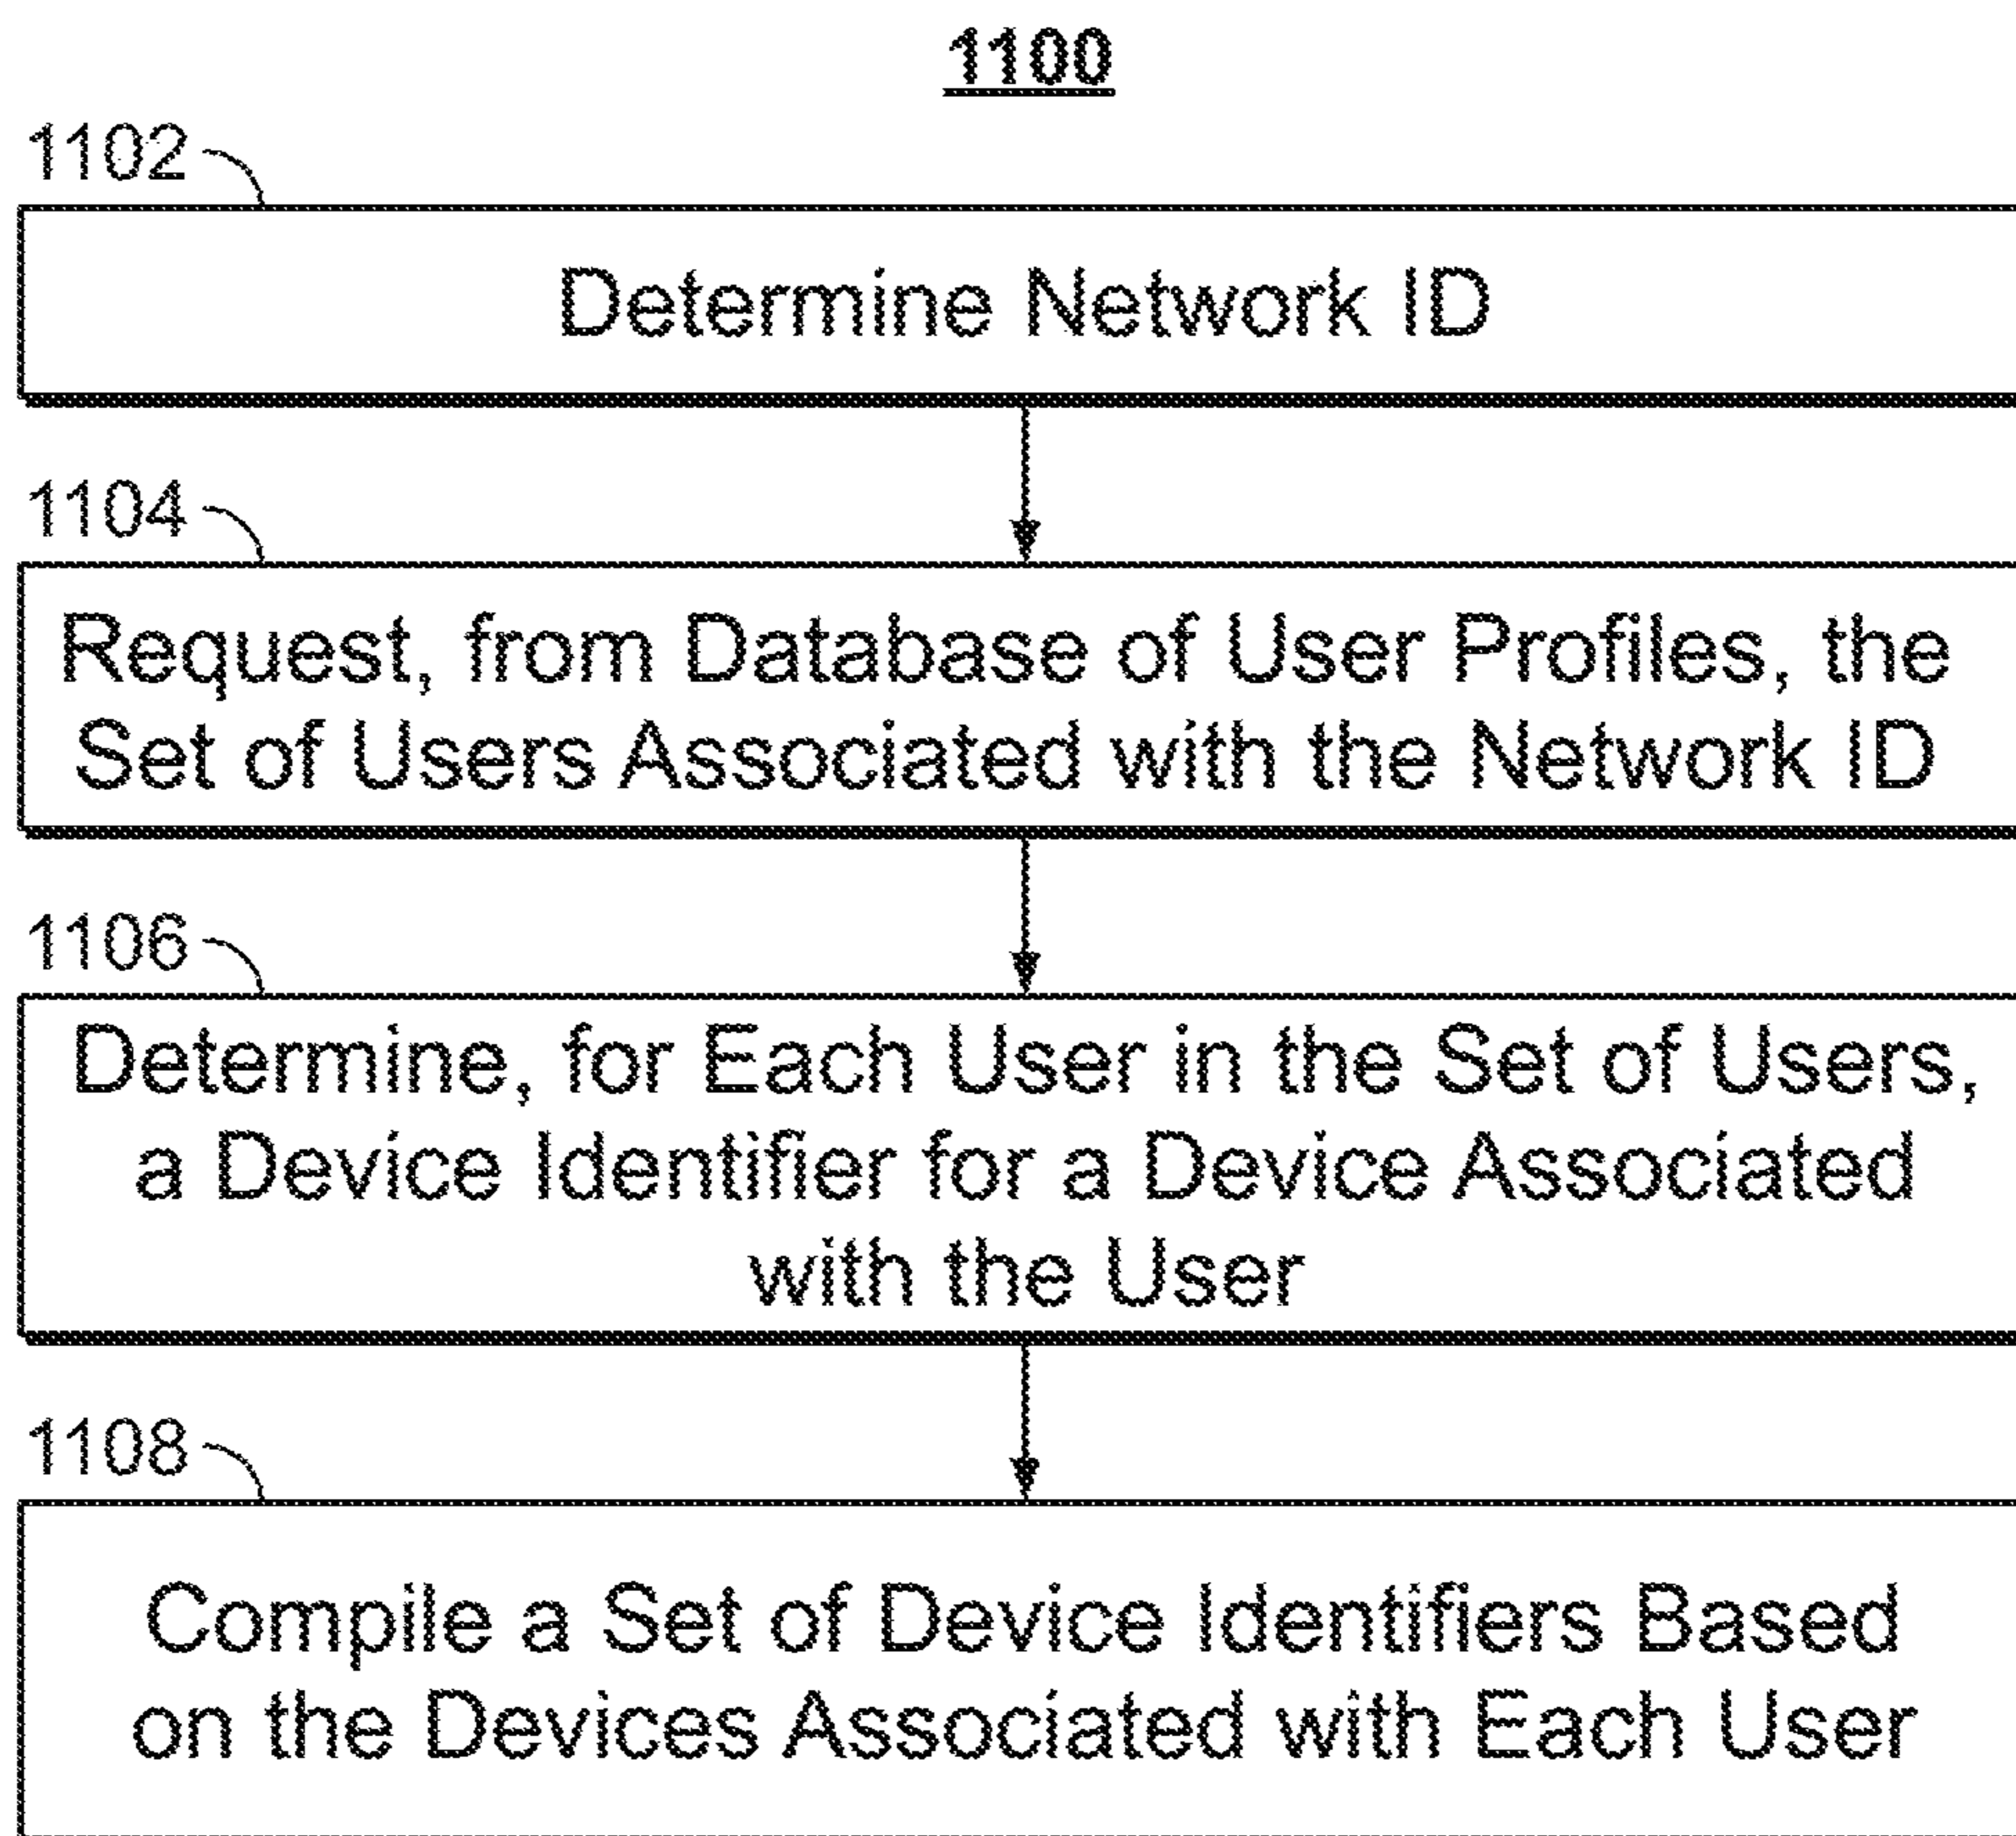 1100
1102
Determine Network ID
1104
Request, from Database of User Profiles, the
Set of Users Associated with the Network ID
1106
Determine, for Each User in the Set of Users,
a Device Identifier for a Device Associated
with the User
1108
Compile a Set of Device Identifiers Based
on the Devices Associated with Each User